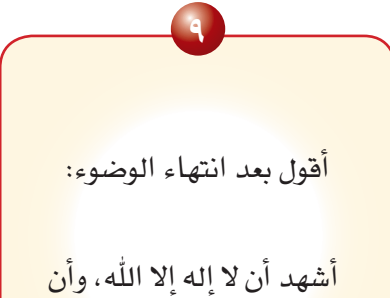 ٩
أقول بعد انتهاء الوضوء:
أشهد أن لا إله إلا الله، وأن